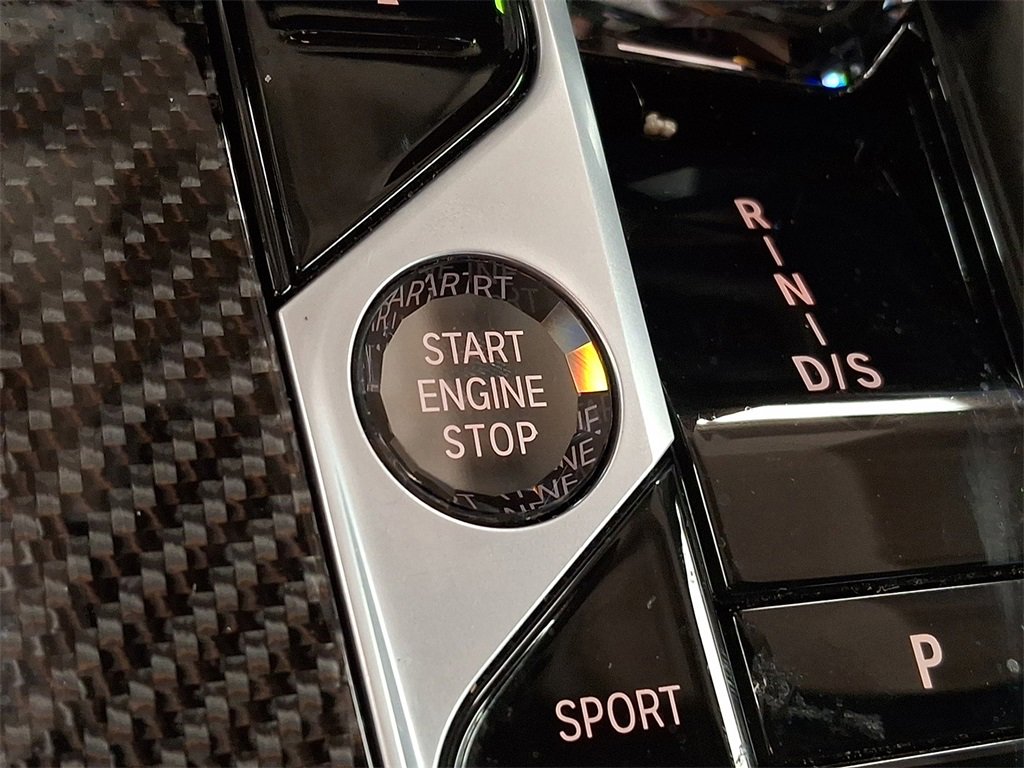 START
ENGINE
STOP
R
I
N
I
D/S
P
SPORT